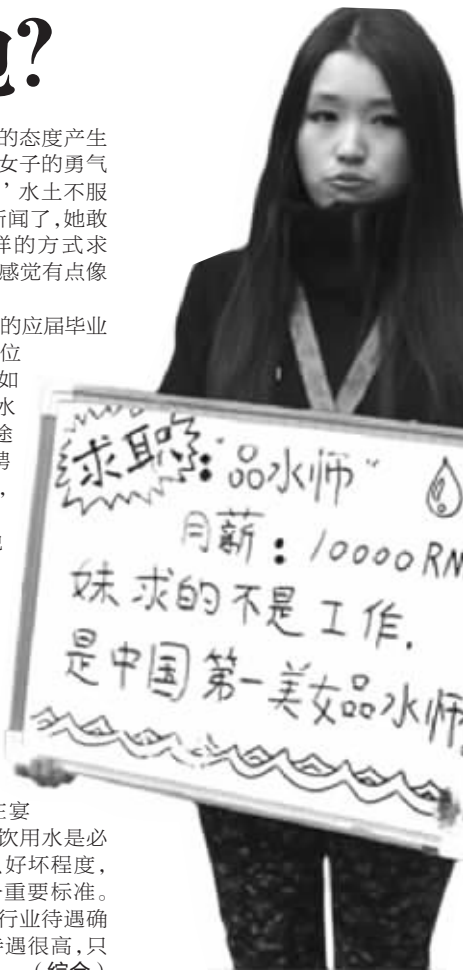 ?
的态度产生
女子的勇气
’水土不服
新闻了，她敢
样的方式求
感觉有点像
的应届毕业
位
如
水
途
聘
，
在宴
饮用水是必
好坏程度，
重要标准。
行业待遇确
待遇很高，只
（综合）
求职：“品水师”
月薪：10000RM
妹求的不是工作.
是中国第一美女品水师